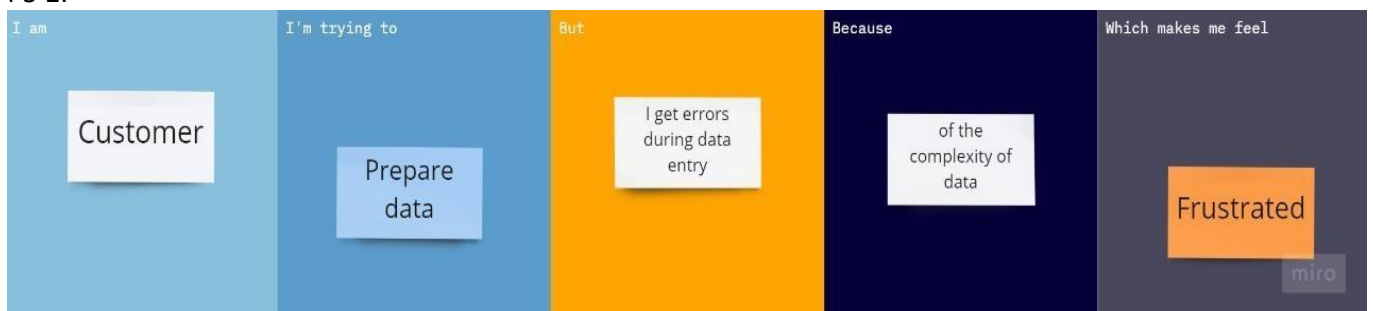 I am
I'm trying to
But
Because
Which makes me feel
Customer
Prepare
data
I get errors
during data
entry
of the
complexity of
data
Frustrated
miro